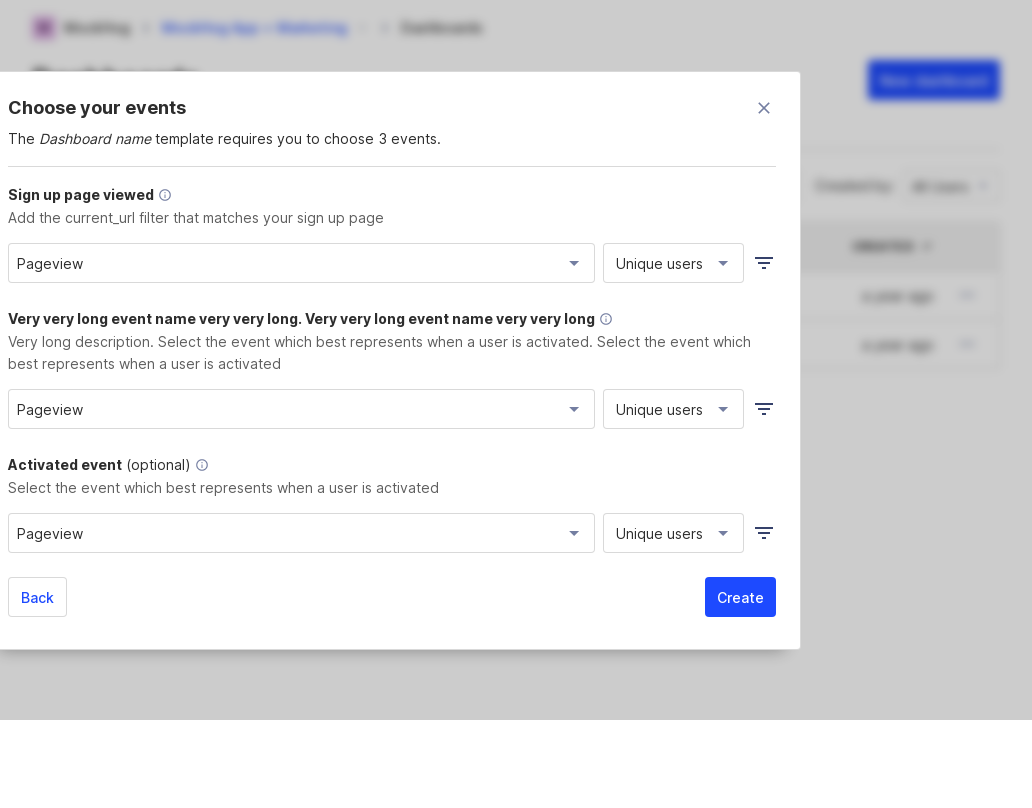 Choose your events
The Dashboard name template requires you to choose 3 events.
Sign up page viewed
Add the current_url filter that matches your sign up page
Pageview Unique users
Very very long event name very very long. Very very long event name very very long
Very long description. Select the event which best represents when a user is activated. Select the event which
best represents when a user is activated
Pageview Unique users
Activated event (optional)
Select the event which best represents when a user is activated
Pageview Unique users
Back Create